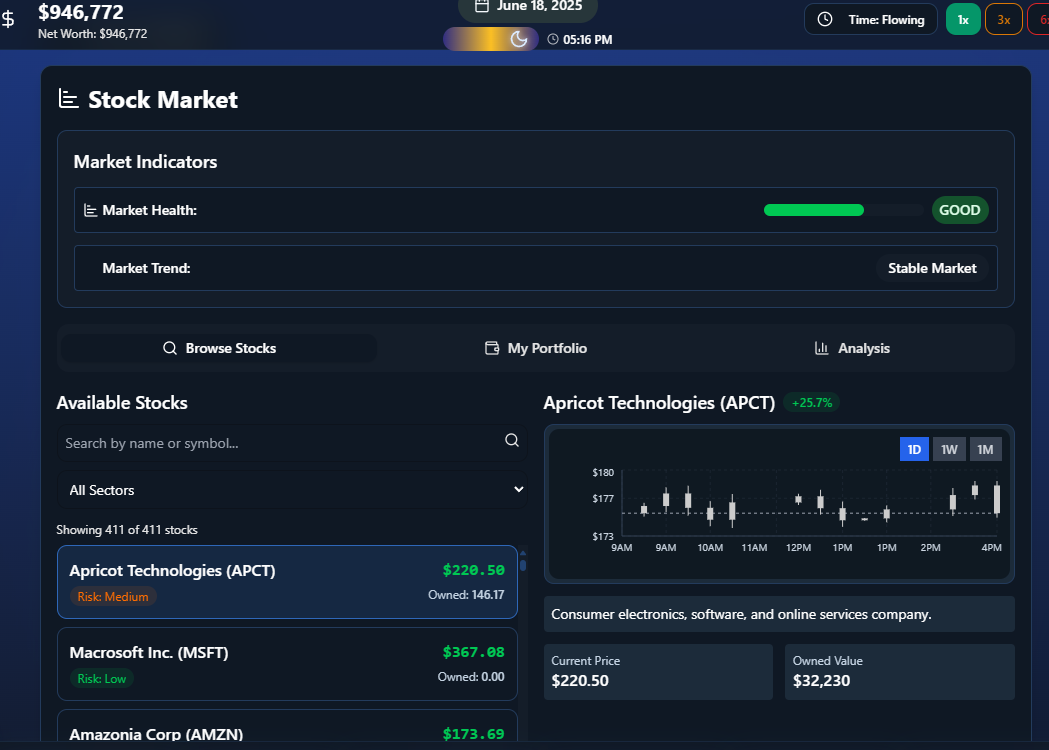 $ $946,772
Net Worth: $946,772
June 18, 2025
05:16 PM
Time: Flowing
1x
3x
Stock Market
Market Indicators
Market Health:
GOOD
Market Trend:
Stable Market
Browse Stocks
My Portfolio
Analysis
Available Stocks
Search by name or symbol...
All Sectors
Showing 411 of 411 stocks
Apricot Technologies (APCT)
$220.50
Risk: Medium
Owned: 146.17
Macrosoft Inc. (MSFT)
$367.08
Risk: Low
Owned: 0.00
Amazonia Corp (AMZN)
$173.69
Apricot Technologies (APCT)
+25.7%
1D
1W
1M
$180
$177
$173
9AM 9AM 10AM 11AM 12PM 1PM 1PM 2PM 4PM
Consumer electronics, software, and online services company.
Current Price
$220.50
Owned Value
$32,230